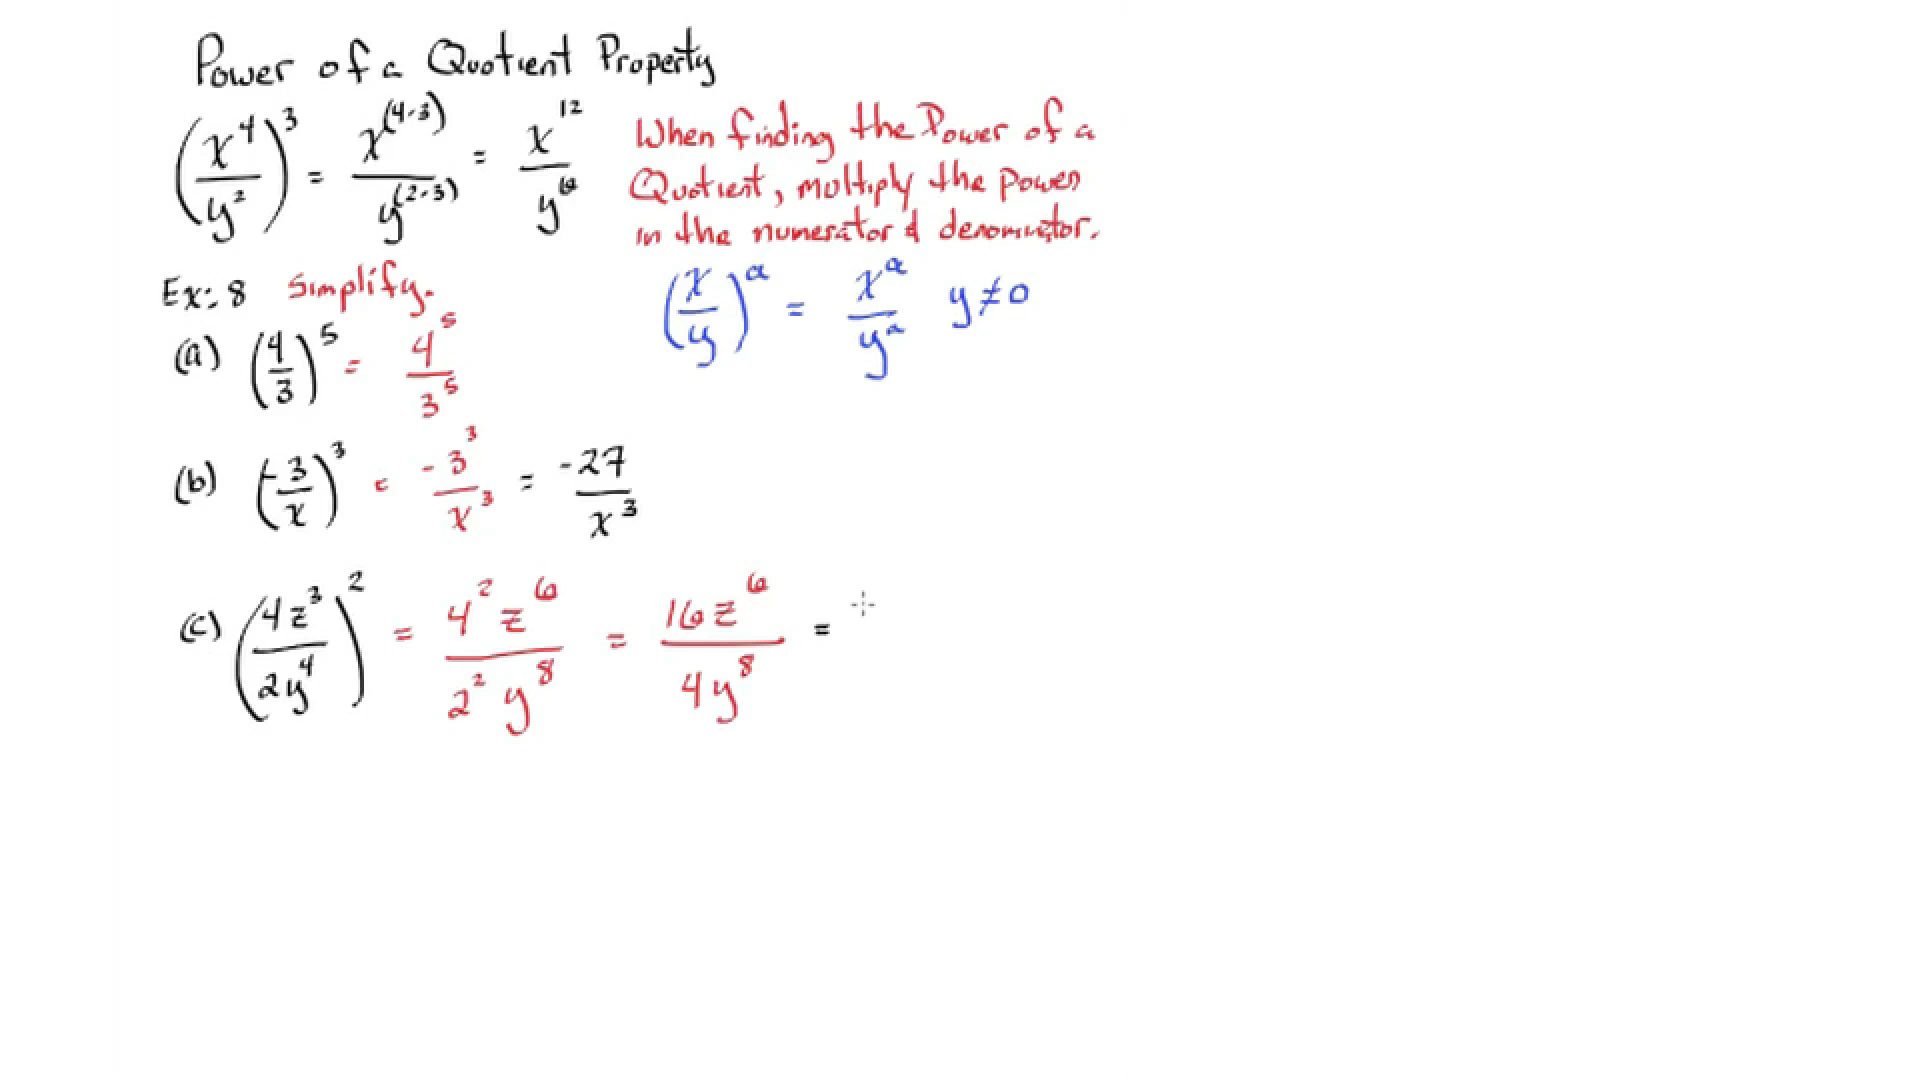 Power of a Quotient Property
(x^4/y^2)^3 = x^(4·3)/y^(2·3) = x^12/y^6
When finding the Power of a
Quotient, multiply the power
in the numerator & denominator.
(x/y)^a = x^a/y^a y≠0
Ex: 8 Simplify.
(a) (4/3)^5 = 4^5/3^5
(b) (-3/x)^3 = -3^3/x^3 = -27/x^3
(c) (4z^3/2y^4)^2 = 4^2 z^6/2^2 y^8 = 16z^6/4y^8 =